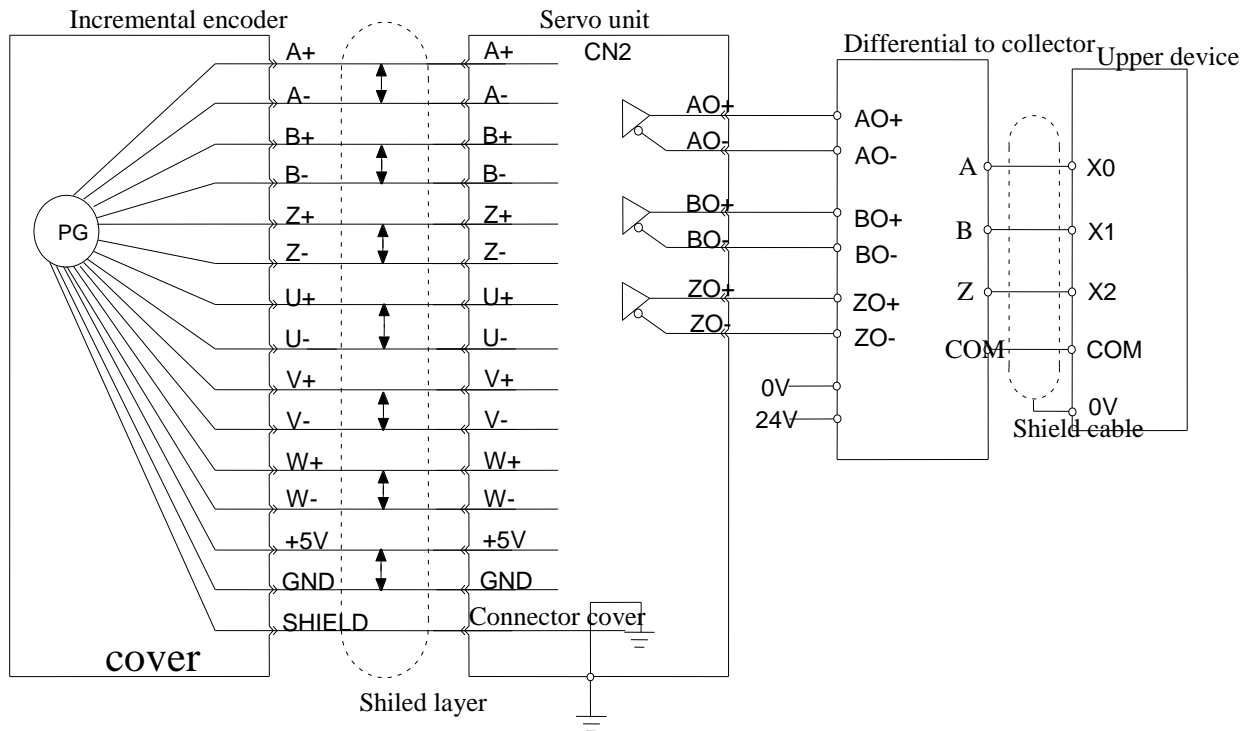 Incremental encoder
Servo unit
Differential to collector
Upper device
CN2
A+
A-
B+
B-
Z+
Z-
U+
U-
V+
V-
W+
W-
+5V
GND
SHIELD
PG
cover
Shiled layer
A+
A-
B+
B-
Z+
Z-
U+
U-
V+
V-
W+
W-
+5V
GND
Connector cover
AO+
AO-
BO+
BO-
ZO+
ZO-
AO+
AO-
BO+
BO-
ZO+
ZO-
0V
24V
A
B
Z
COM
X0
X1
X2
COM
0V
Shield cable